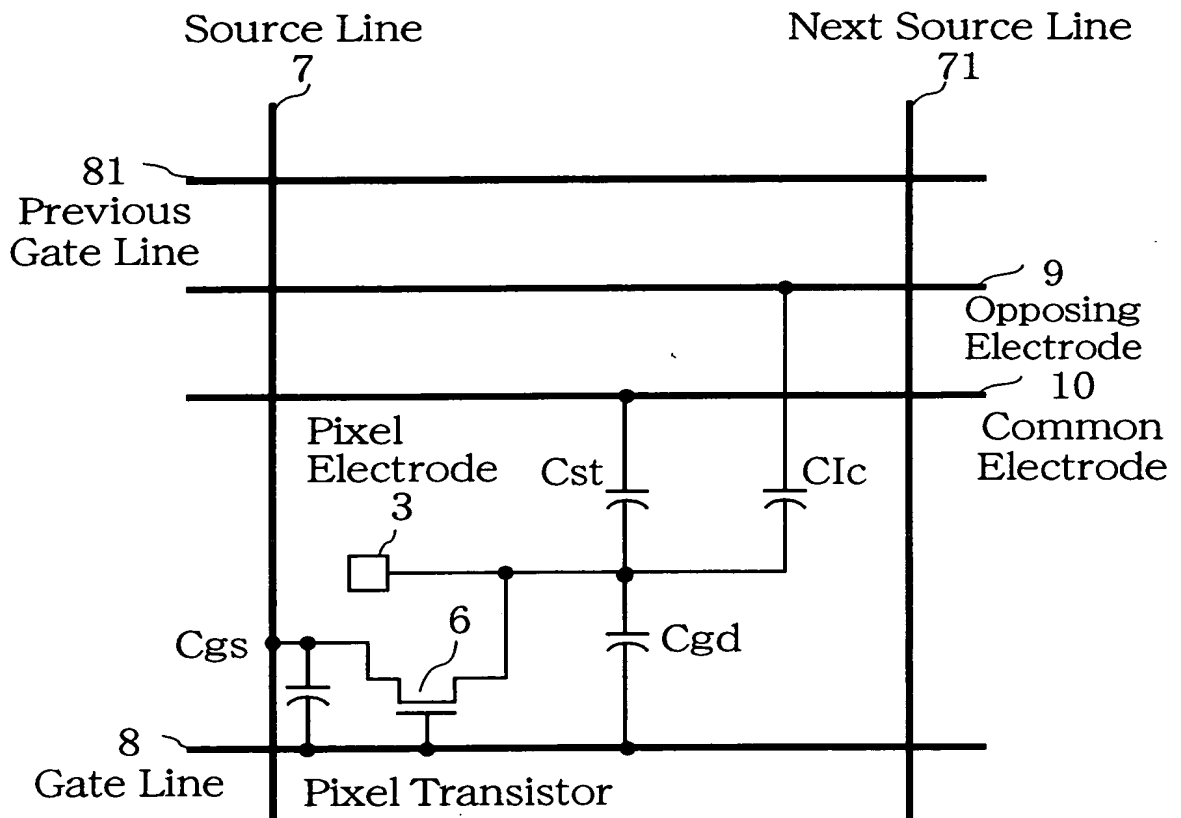 Source Line
7
Next Source Line
71
81
Previous
Gate Line
9
Opposing
Electrode
10
Common
Electrode
Pixel
Electrode
3
Cst
CIc
Cgs
6
Cgd
8
Gate Line
Pixel Transistor